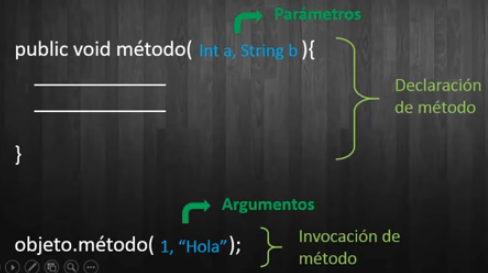 Parámetros
public void método( Int a, String b ){
Declaración
de método
}
Argumentos
objeto.método( 1, “Hola”);
Invocación de
método